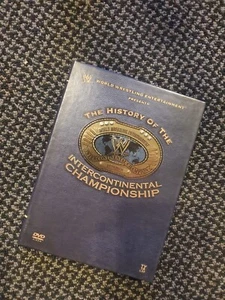 WORLD WRESTLING ENTERTAINMENT
PRESENTS
THE HISTORY OF THE
INTERCONTINENTAL
CHAMPIONSHIP
DVD